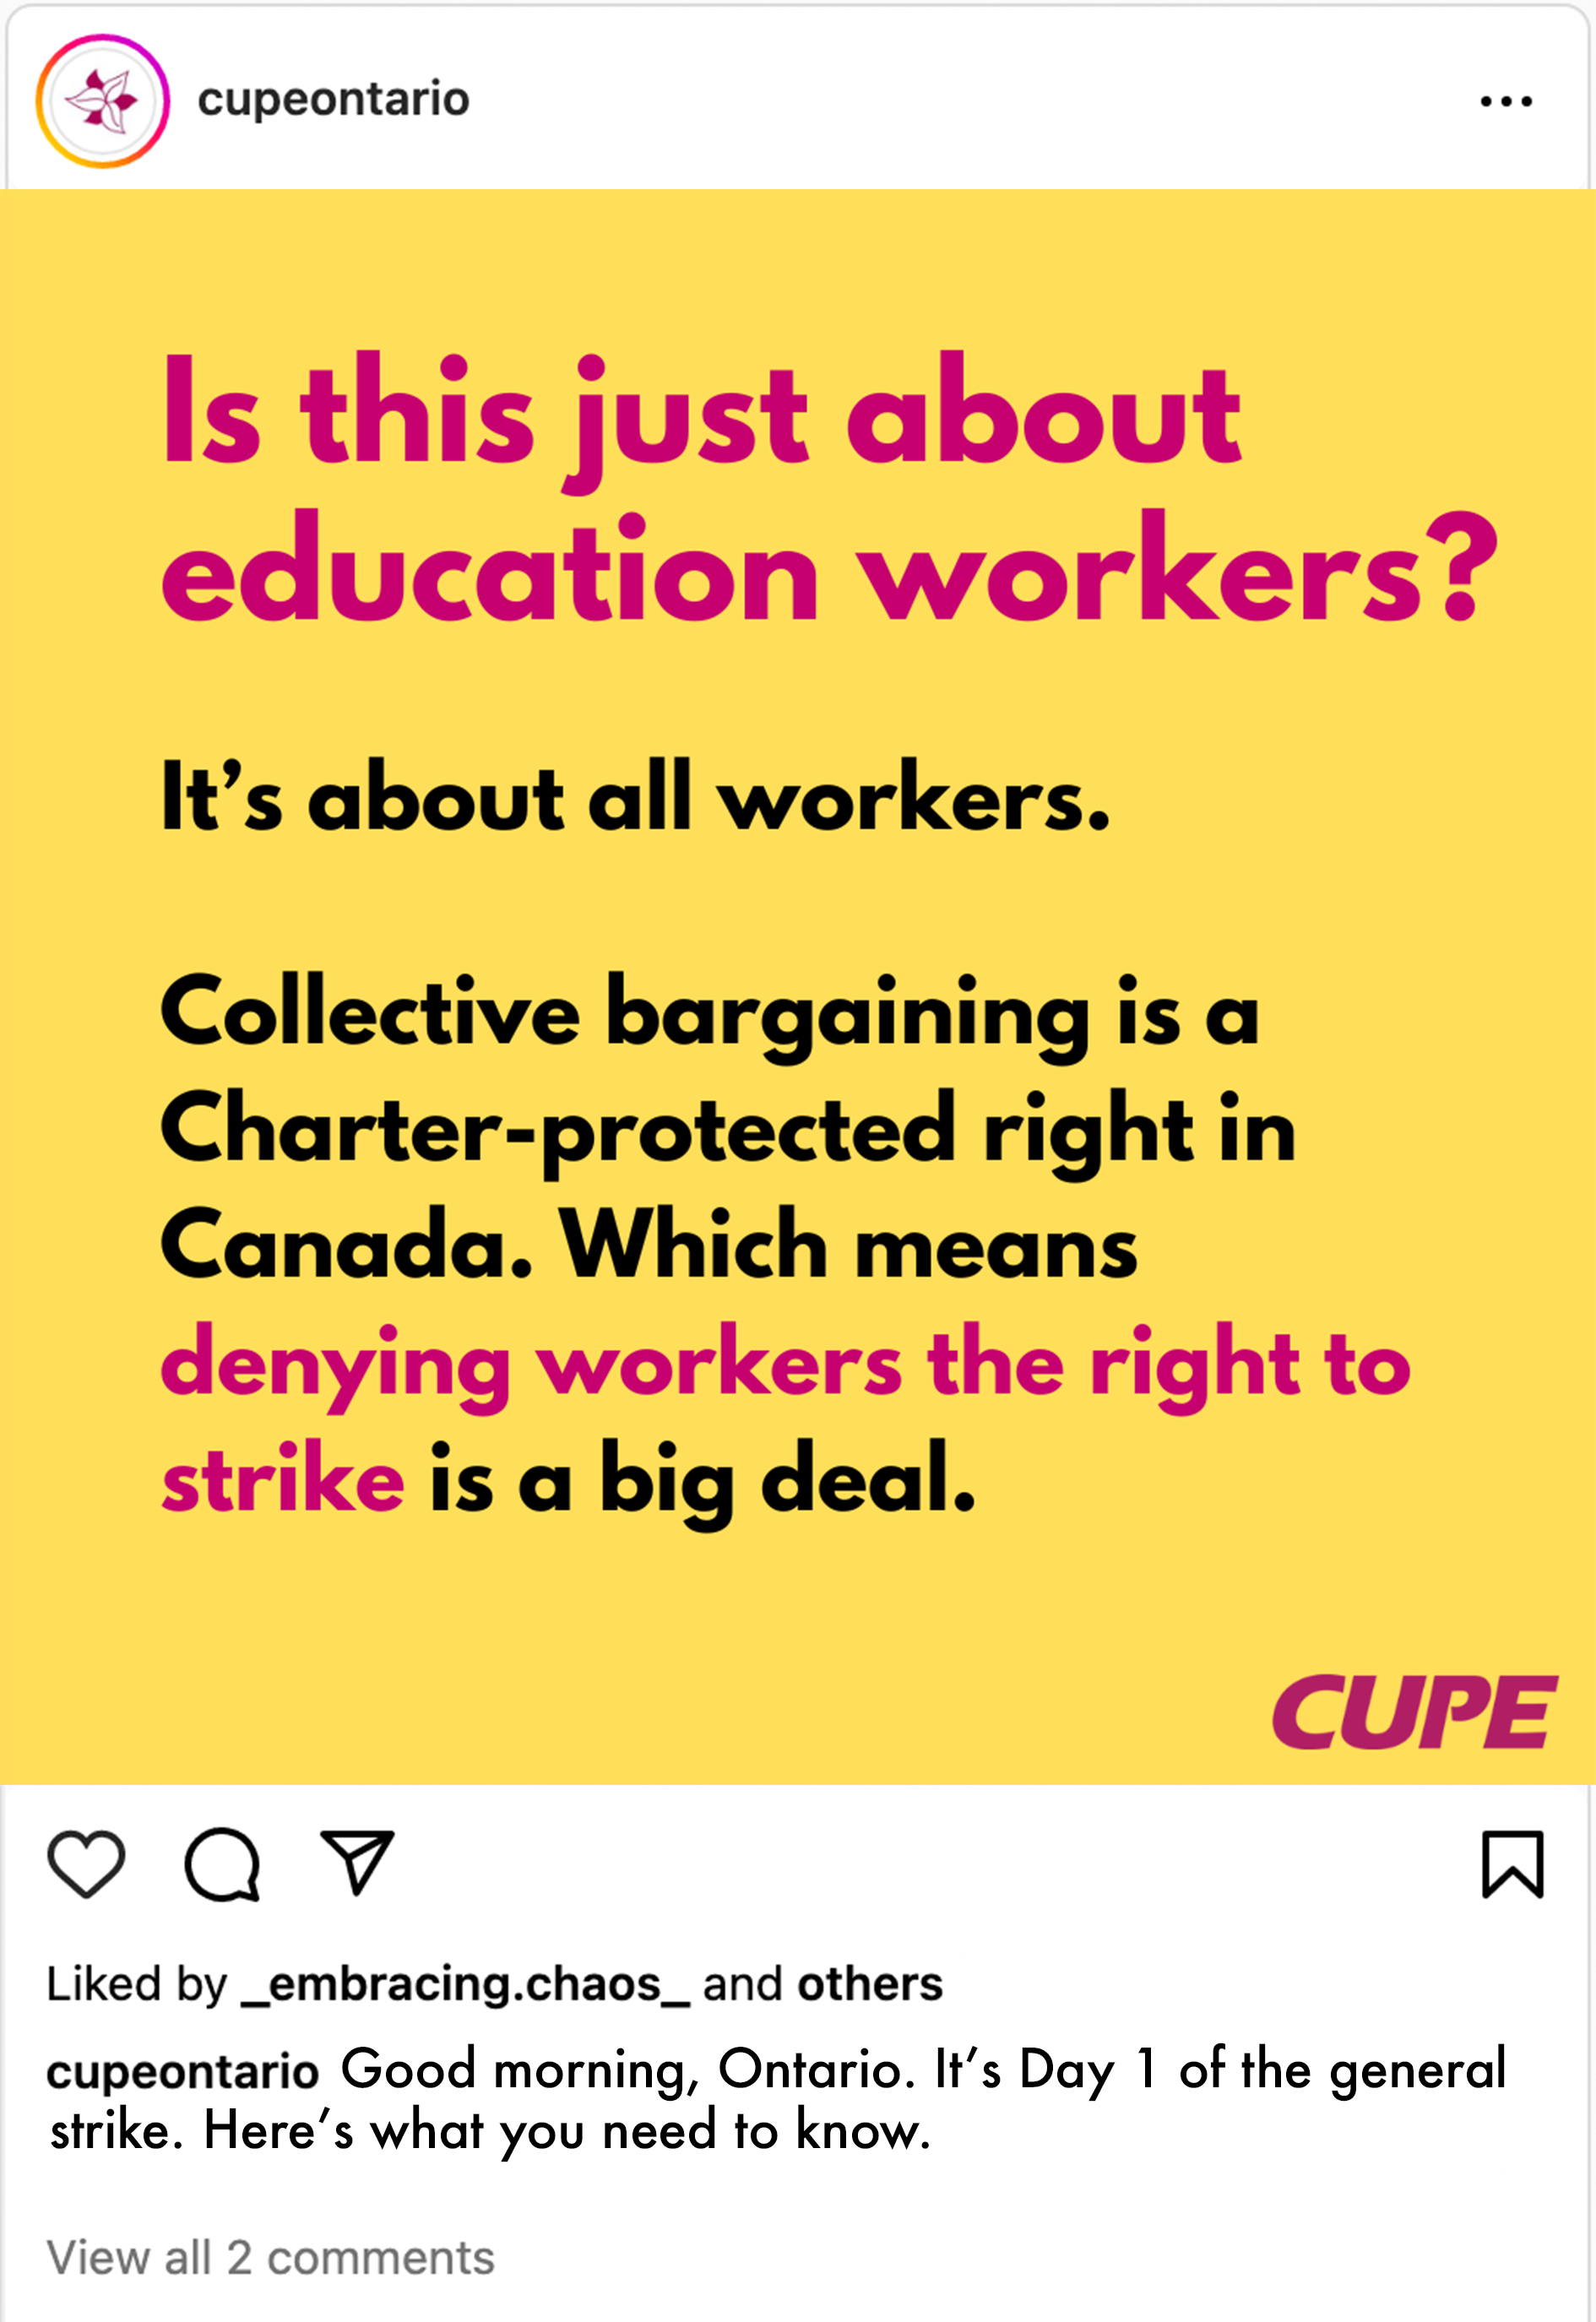 cupeontario
Is this just about
education workers?
It’s about all workers.
Collective bargaining is a
Charter-protected right in
Canada. Which means
denying workers the right to
strike is a big deal.
CUPE
Liked by _embracing.chaos_ and others
cupeontario Good morning, Ontario. It’s Day 1 of the general
strike. Here’s what you need to know.
View all 2 comments